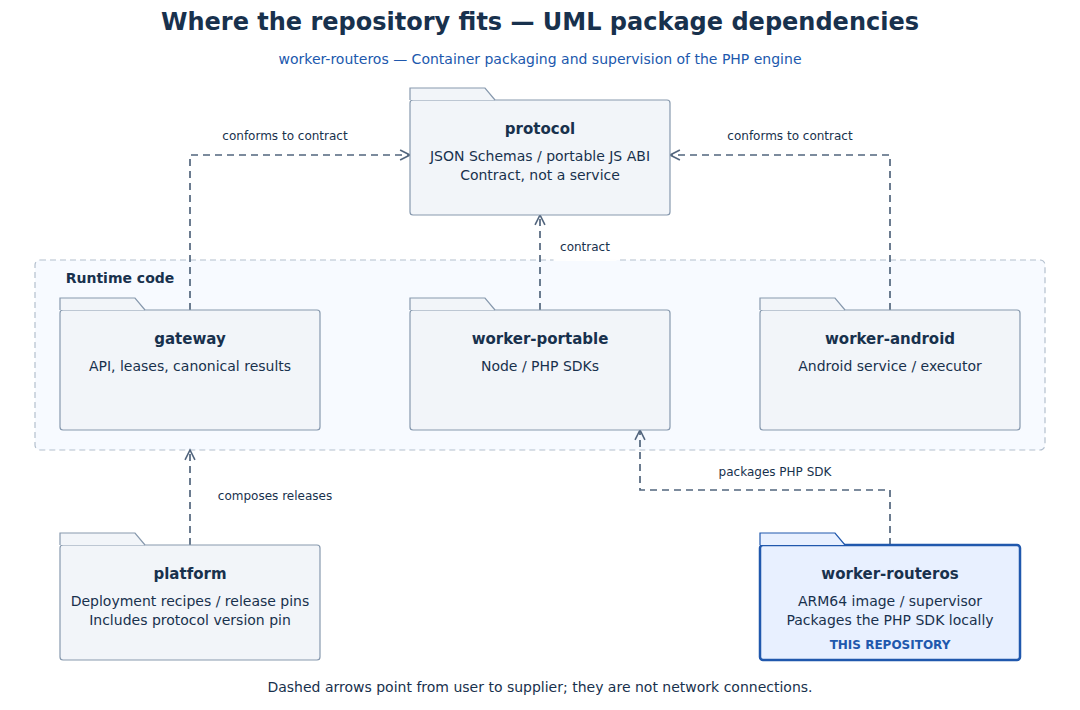 Where the repository fits — UML package dependencies
worker-routeros — Container packaging and supervision of the PHP engine
protocol
JSON Schemas / portable JS ABI
Contract, not a service
conforms to contract
conforms to contract
contract
Runtime code
gateway
API, leases, canonical results
worker-portable
Node / PHP SDKs
worker-android
Android service / executor
composes releases
packages PHP SDK
platform
Deployment recipes / release pins
Includes protocol version pin
worker-routeros
ARM64 image / supervisor
Packages the PHP SDK locally
THIS REPOSITORY
Dashed arrows point from user to supplier; they are not network connections.